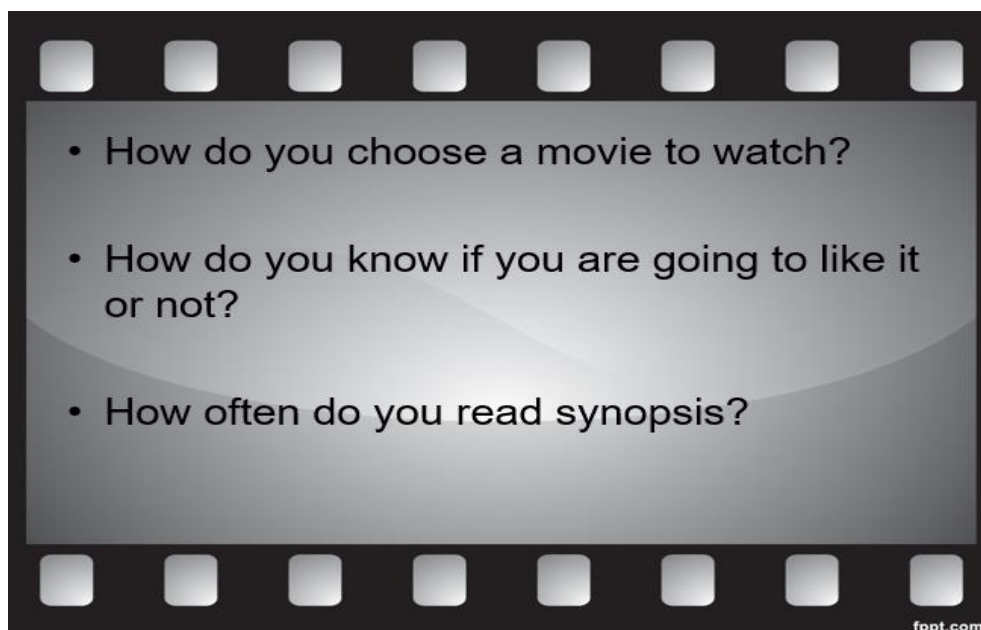 • How do you choose a movie to watch?
• How do you know if you are going to like it
or not?
• How often do you read synopsis?
fppt.com